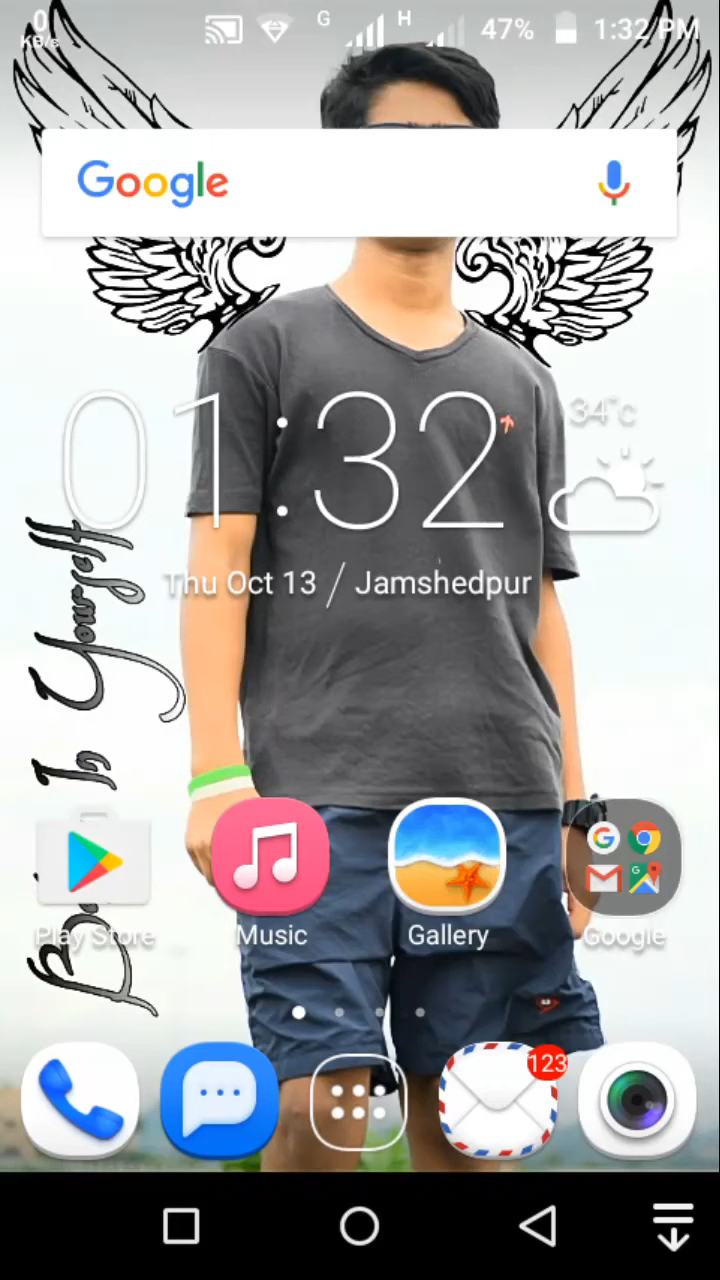 0
KB/s
G
H
47%
1:32 PM
Google
01:32
34°C
Thu Oct 13 / Jamshedpur
In Yourself
Play Store
Music
Gallery
Google
123